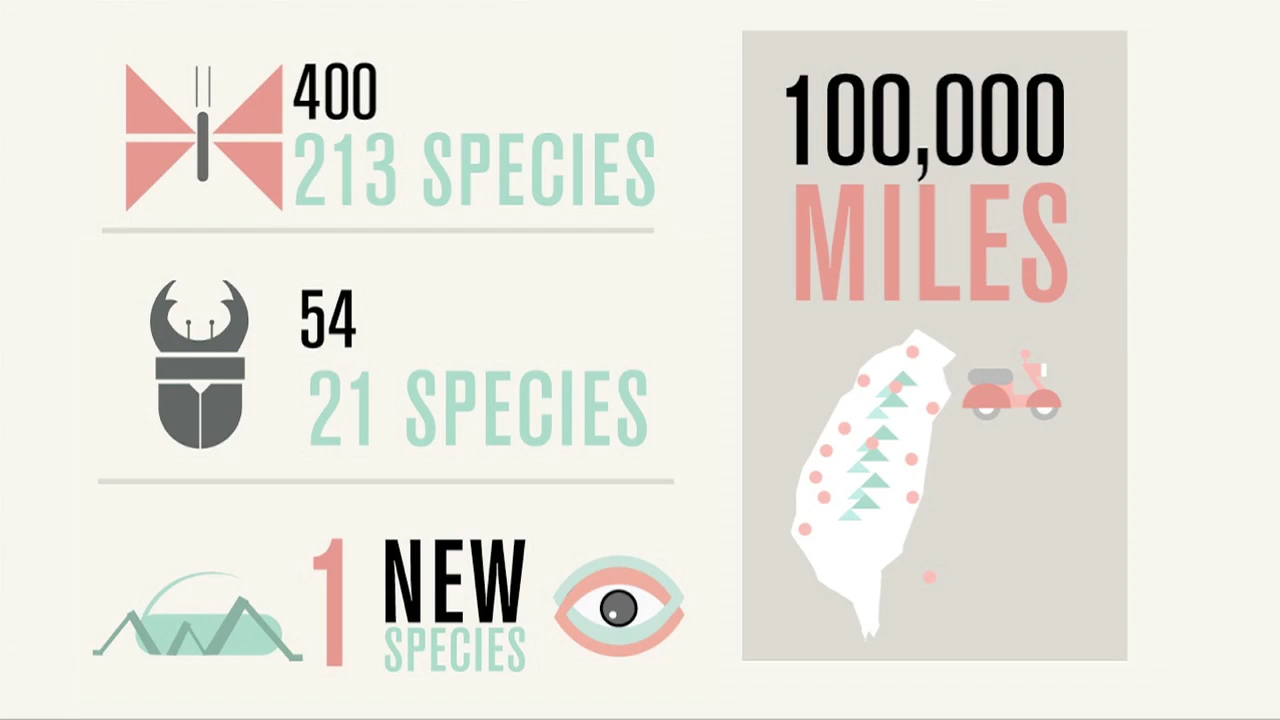 400
213 SPECIES
54
21 SPECIES
1 NEW
SPECIES
100,000
MILES